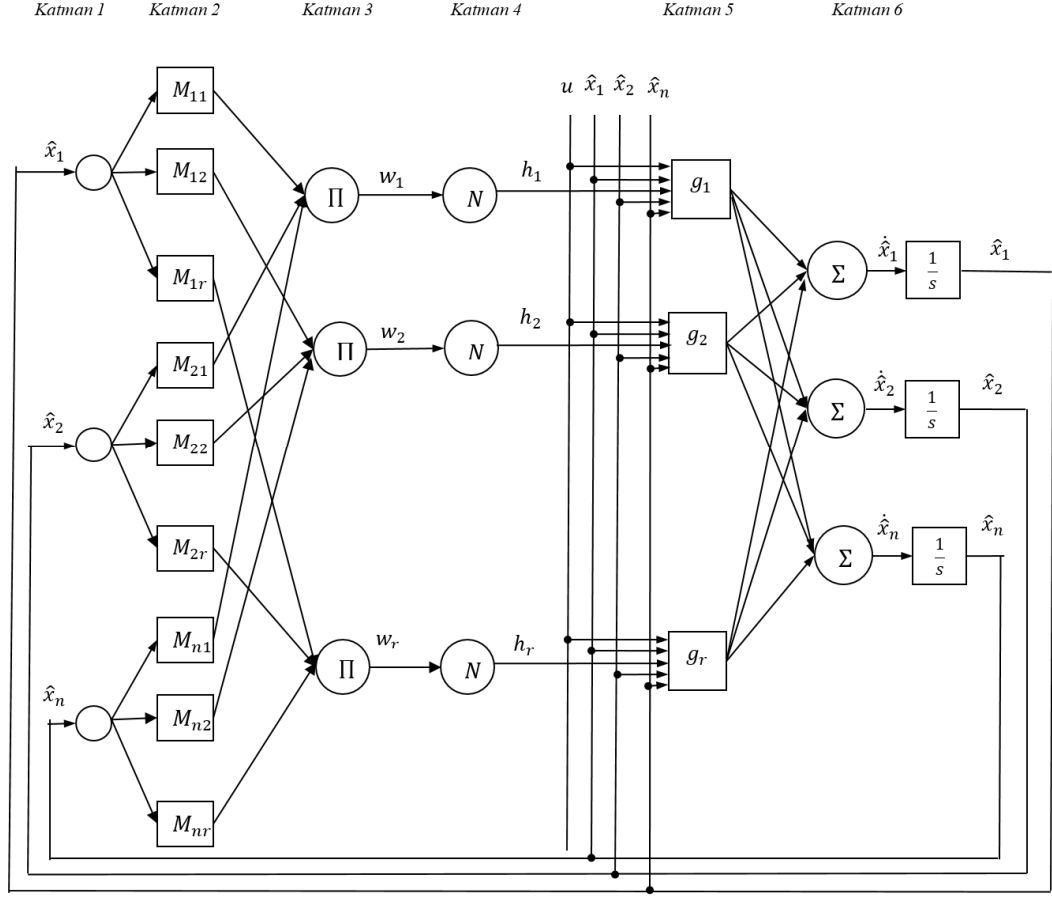 Katman 1 Katman 2 Katman 3 Katman 4 Katman 5 Katman 6
u x̂₁ x̂₂ x̂ₙ
M₁₁
x̂₁ M₁₂ Π w₁ N h₁ g₁
M₁ᵣ Σ ẋ̂₁ 1/s x̂₁
M₂₁ Π w₂ N h₂ g₂
x̂₂ M₂₂ Σ ẋ̂₂ 1/s x̂₂
M₂ᵣ Σ ẋ̂ₙ 1/s x̂ₙ
Mₙ₁ Π wᵣ N hᵣ gᵣ
x̂ₙ Mₙ₂
Mₙᵣ